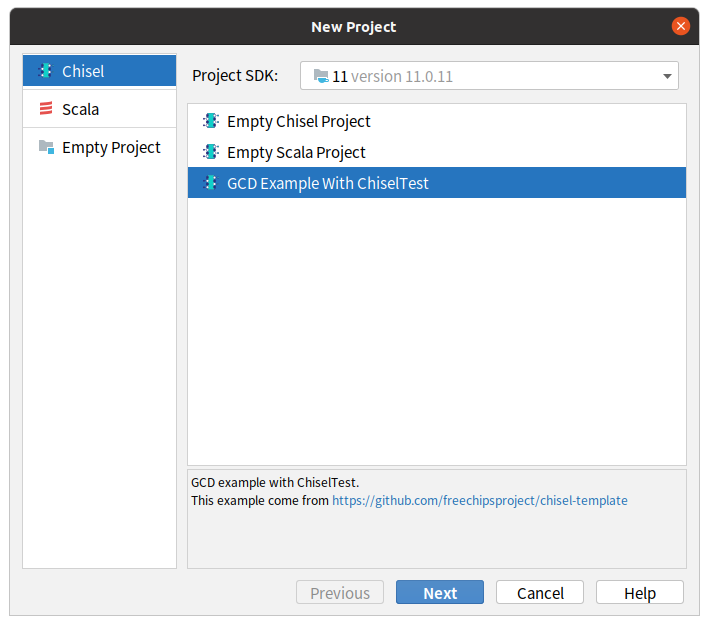 New Project
Chisel
Scala
Empty Project
Project SDK: 11 version 11.0.11
Empty Chisel Project
Empty Scala Project
GCD Example With ChiselTest
GCD example with ChiselTest.
This example come from https://github.com/freechipsproject/chisel-template
Previous Next Cancel Help